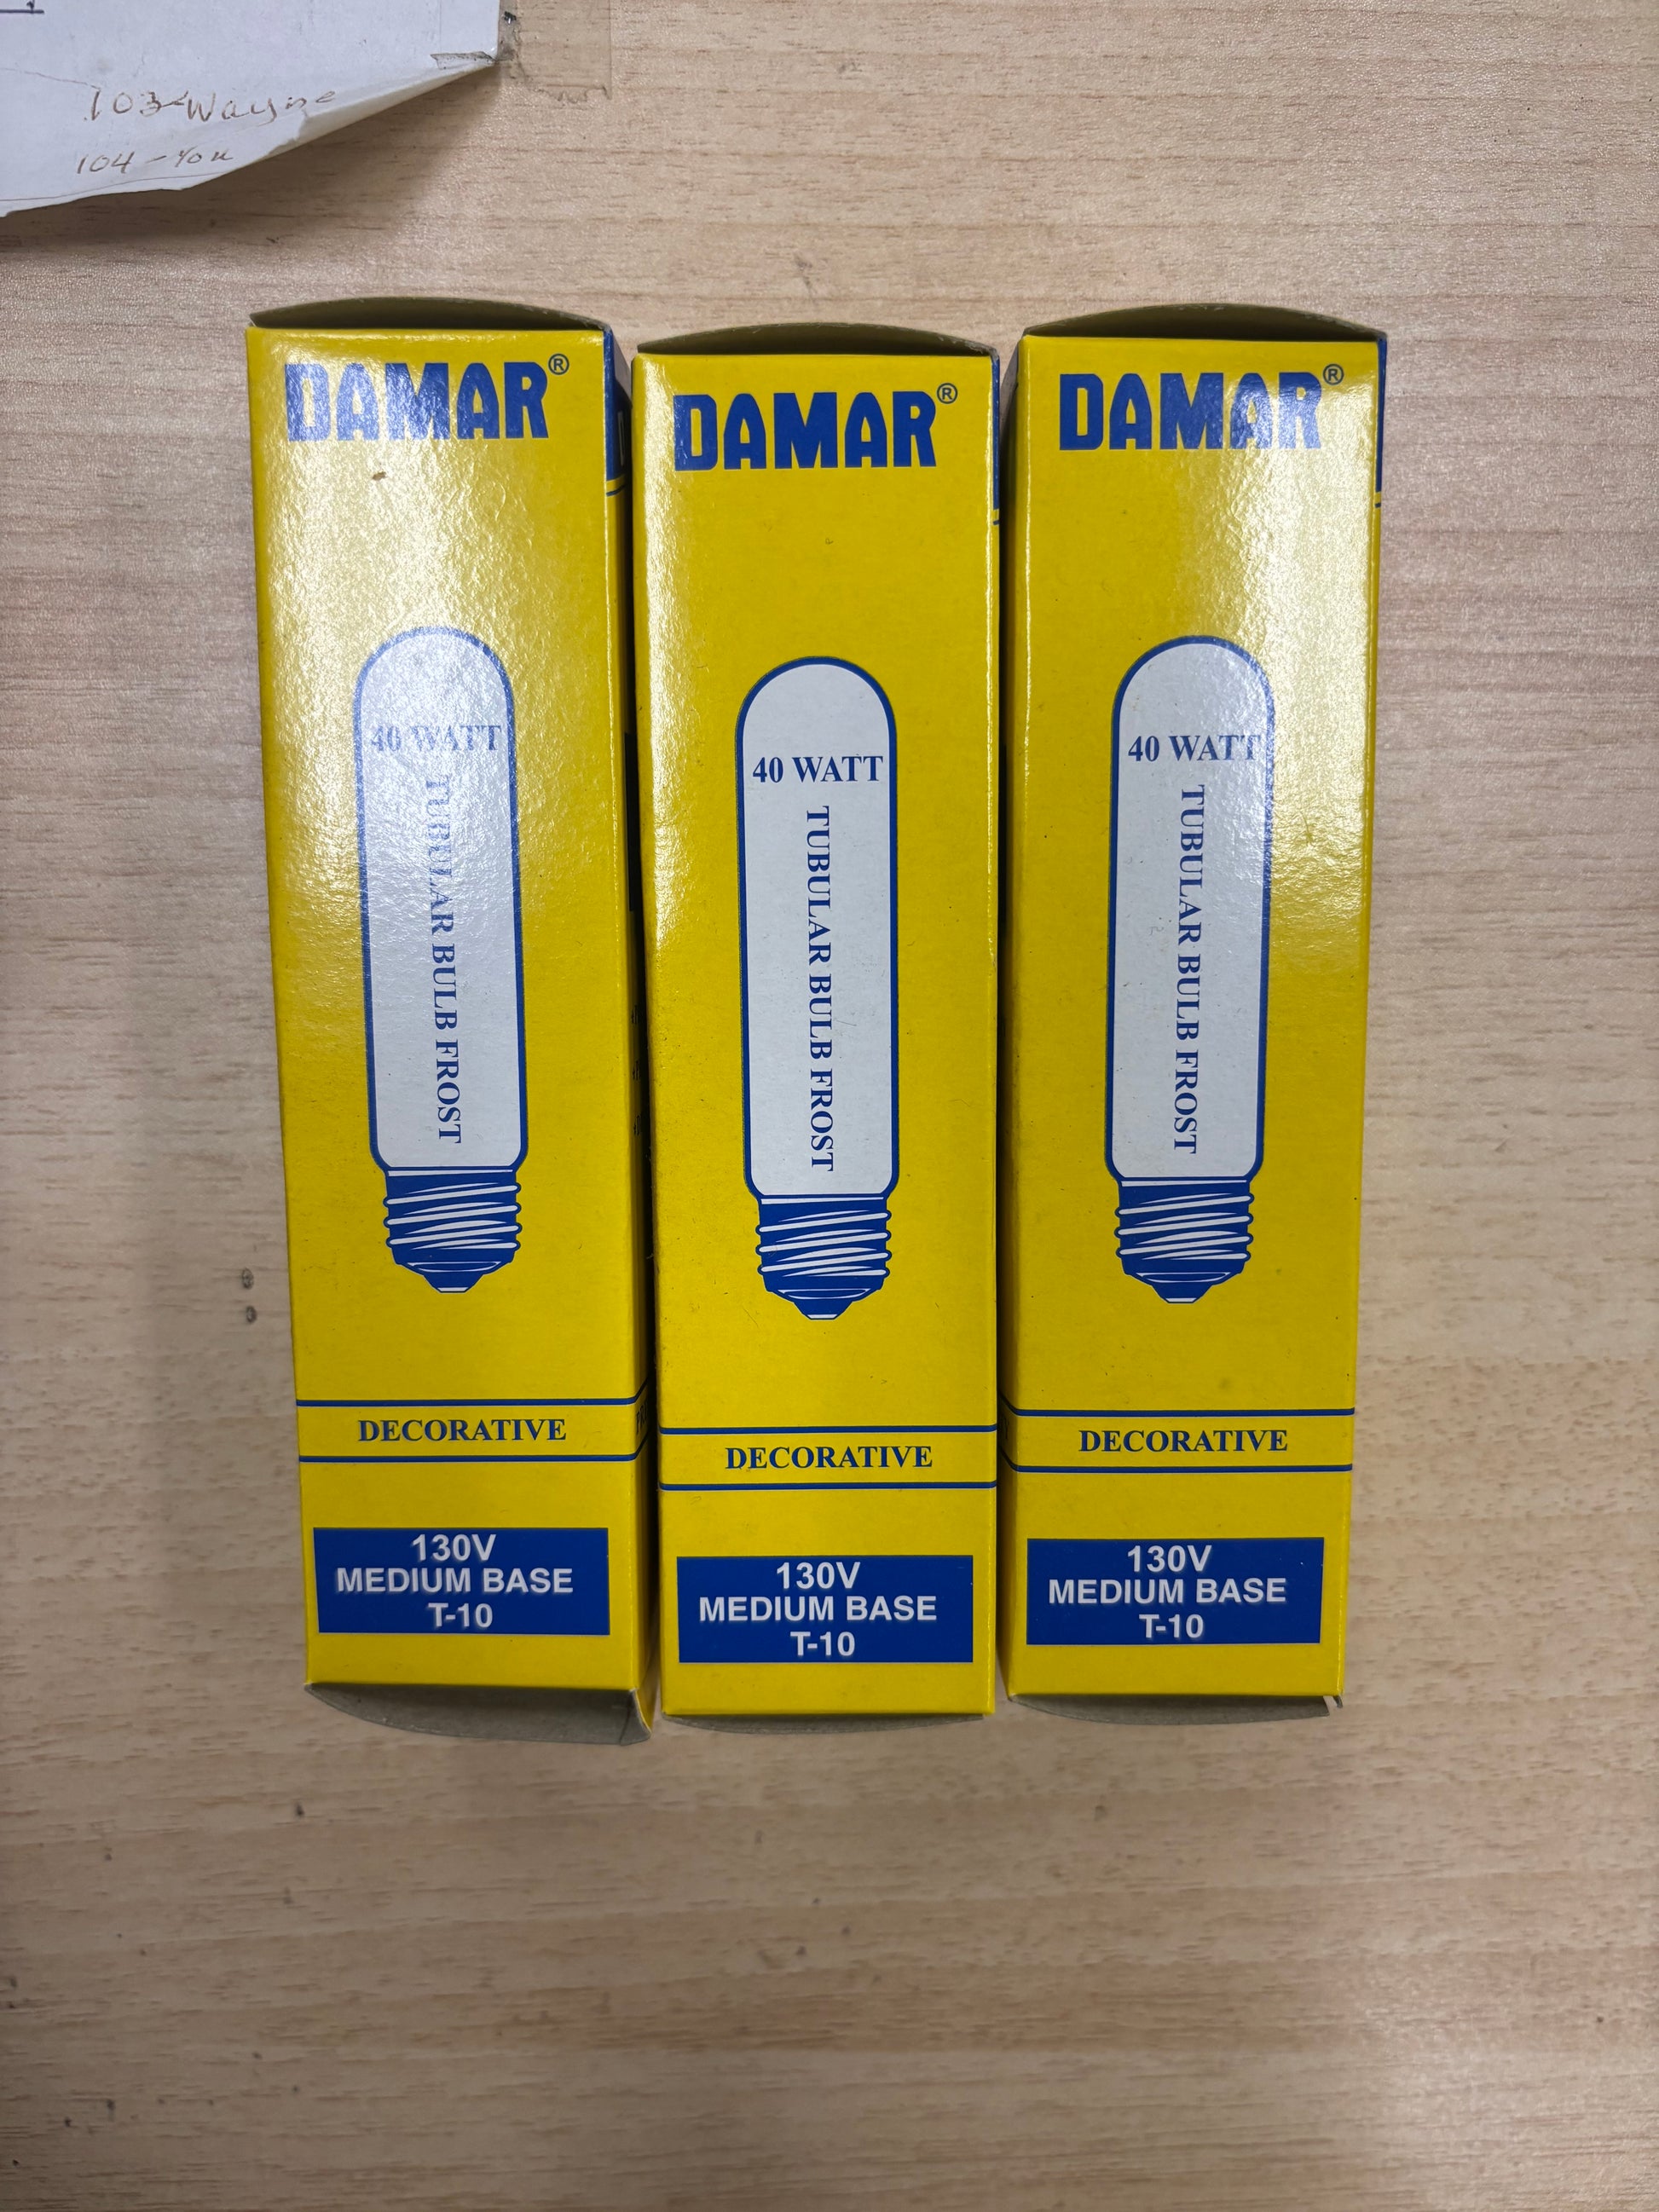 103-Wayne
104-You
DAMAR®
40 WATT
TUBULAR BULB FROST
DECORATIVE
130V
MEDIUM BASE
T-10
DAMAR®
40 WATT
TUBULAR BULB FROST
DECORATIVE
130V
MEDIUM BASE
T-10
DAMAR®
40 WATT
TUBULAR BULB FROST
DECORATIVE
130V
MEDIUM BASE
T-10